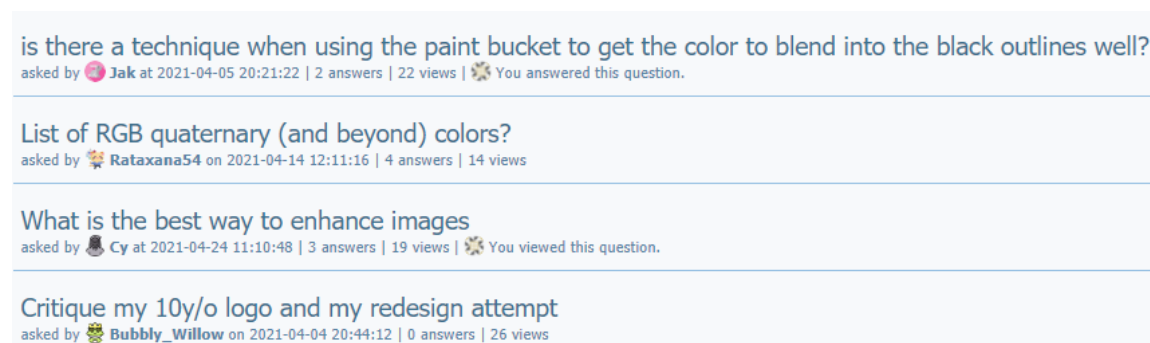 is there a technique when using the paint bucket to get the color to blend into the black outlines well?
asked by Jak at 2021-04-05 20:21:22 | 2 answers | 22 views | You answered this question.
List of RGB quaternary (and beyond) colors?
asked by Rataxana54 on 2021-04-14 12:11:16 | 4 answers | 14 views
What is the best way to enhance images
asked by Cy at 2021-04-24 11:10:48 | 3 answers | 19 views | You viewed this question.
Critique my 10y/o logo and my redesign attempt
asked by Bubbly_Willow on 2021-04-04 20:44:12 | 0 answers | 26 views